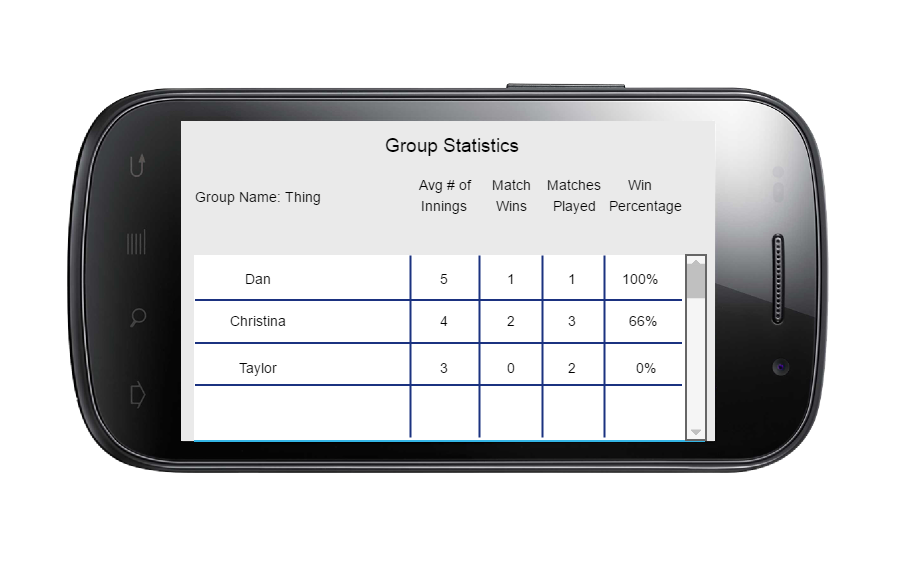 Group Statistics
Group Name: Thing
Avg # of Innings
Match Wins
Matches Played
Win Percentage
Dan 5 1 1 100%
Christina 4 2 3 66%
Taylor 3 0 2 0%